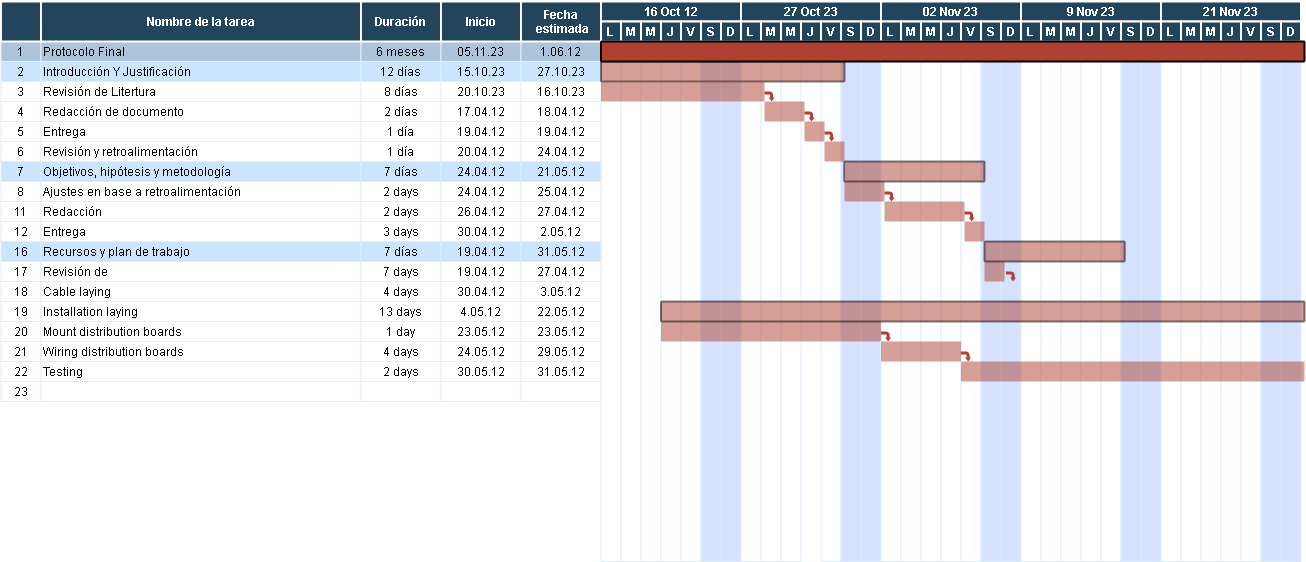 Nombre de la tarea Duración Inicio Fecha estimada 16 Oct 12 27 Oct 23 02 Nov 23 9 Nov 23 21 Nov 23
L M M J V S D L M M J V S D L M M J V S D L M M J V S D L M M J V S D
1 Protocolo Final 6 meses 05.11.23 1.06.12
2 Introducción Y Justificación 12 días 15.10.23 27.10.23
3 Revisión de Litertura 8 días 20.10.23 16.10.23
4 Redacción de documento 2 días 17.04.12 18.04.12
5 Entrega 1 día 19.04.12 19.04.12
6 Revisión y retroalimentación 1 día 20.04.12 24.04.12
7 Objetivos, hipótesis y metodología 7 días 24.04.12 21.05.12
8 Ajustes en base a retroalimentación 2 days 24.04.12 25.04.12
11 Redacción 2 days 26.04.12 27.04.12
12 Entrega 3 days 30.04.12 2.05.12
16 Recursos y plan de trabajo 7 días 19.04.12 31.05.12
17 Revisión de 7 days 19.04.12 27.04.12
18 Cable laying 4 days 30.04.12 3.05.12
19 Installation laying 13 days 4.05.12 22.05.12
20 Mount distribution boards 1 day 23.05.12 23.05.12
21 Wiring distribution boards 4 days 24.05.12 29.05.12
22 Testing 2 days 30.05.12 31.05.12
23